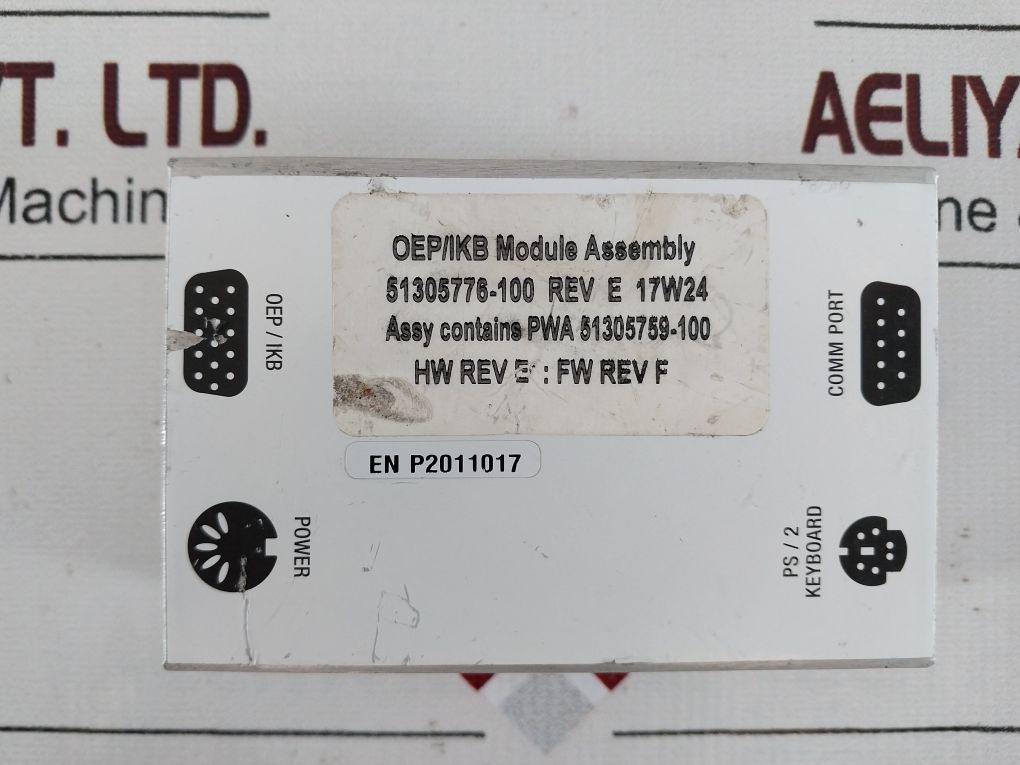 VT. LTD.
AELIY
Machin
ne &
OEP/IKB Module Assembly
51305776-100 REV E 17W24
Assy contains PWA 51305759-100
HW REV E : FW REV F
EN P2011017
OEP / IKB
POWER
COMM PORT
PS / 2
KEYBOARD